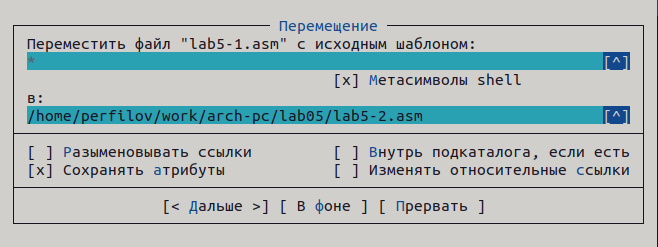 Перемещение
Переместить файл "lab5-1.asm" с исходным шаблоном:
* [^]
[x] Метасимволы shell
в:
/home/perfilov/work/arch-pc/lab05/lab5-2.asm [^]
[ ] Разыменовывать ссылки [ ] Внутрь подкаталога, если есть
[x] Сохранять атрибуты [ ] Изменять относительные ссылки
[< Дальше >] [ В фоне ] [ Прервать ]